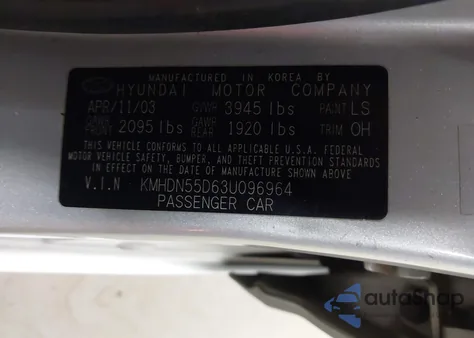 MANUFACTURED IN KOREA BY
HYUNDAI MOTOR COMPANY
APR/11/03 GVWR 3945 lbs PAINT LS
GAWR FRONT 2095 lbs GAWR REAR 1920 lbs TRIM OH
THIS VEHICLE CONFORMS TO ALL APPLICABLE U.S.A. FEDERAL
MOTOR VEHICLE SAFETY, BUMPER, AND THEFT PREVENTION STANDARDS
IN EFFECT ON THE DATE OF MANUFACTURE SHOWN ABOVE.
V.I.N KMHDN55D63U096964
PASSENGER CAR
autoSnap